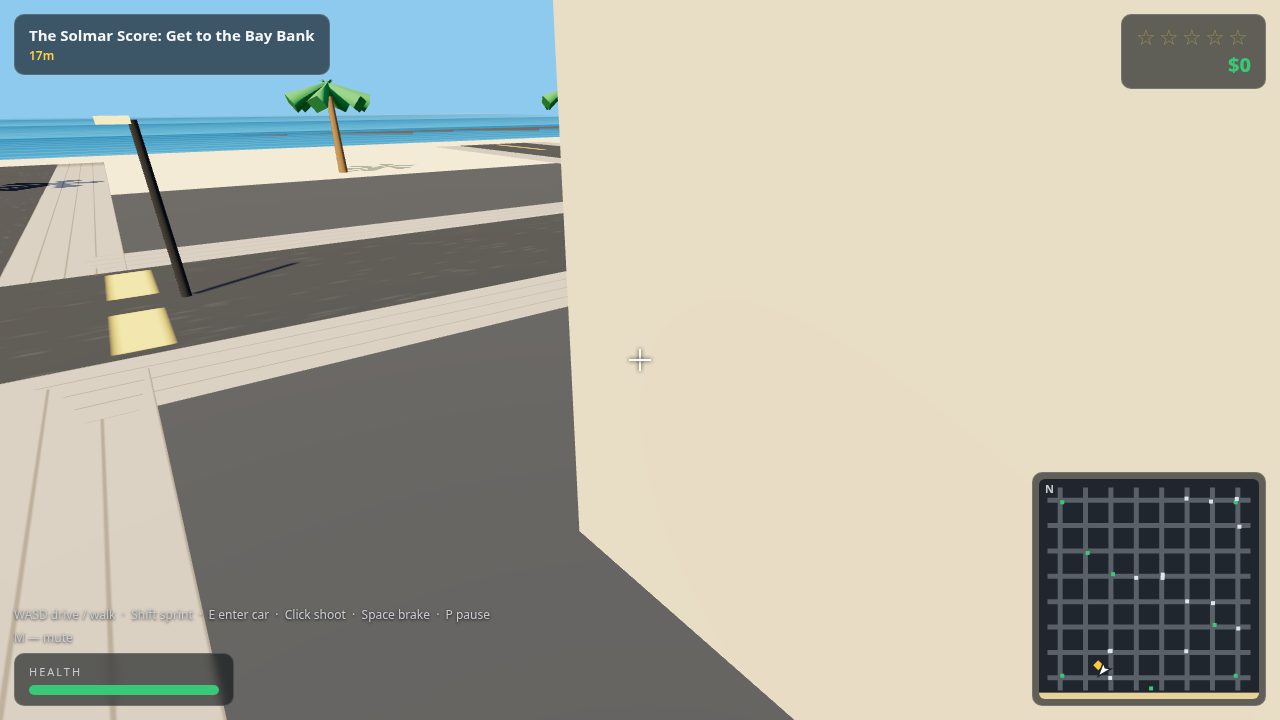 The Solmar Score: Get to the Bay Bank
17m
$0
N
WASD drive / walk · Shift sprint · E enter car · Click shoot · Space brake · P pause
M — mute
HEALTH